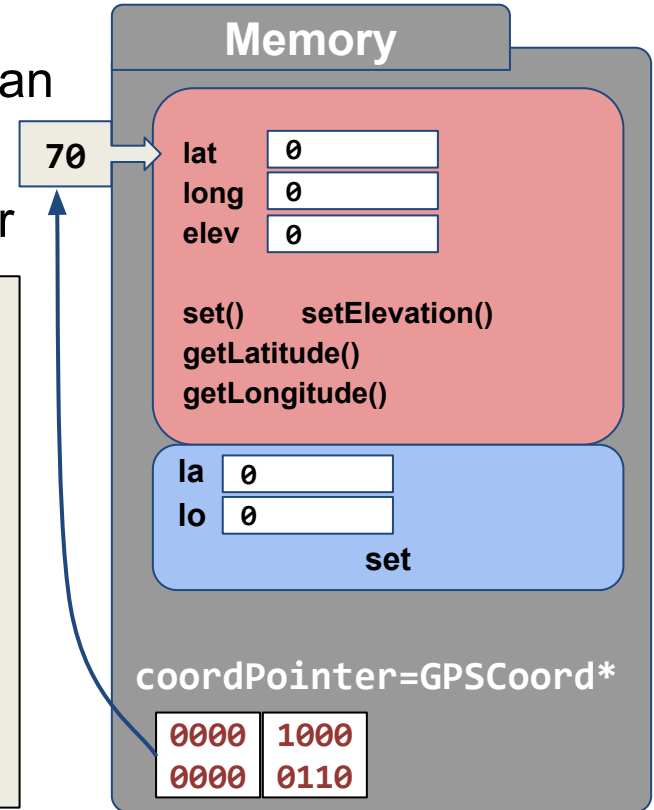 Memory
an
70
r
lat 0
long 0
elev 0
set() setElevation()
getLatitude()
getLongitude()
la 0
lo 0
set
coordPointer=GPSCoord*
0000 1000
0000 0110